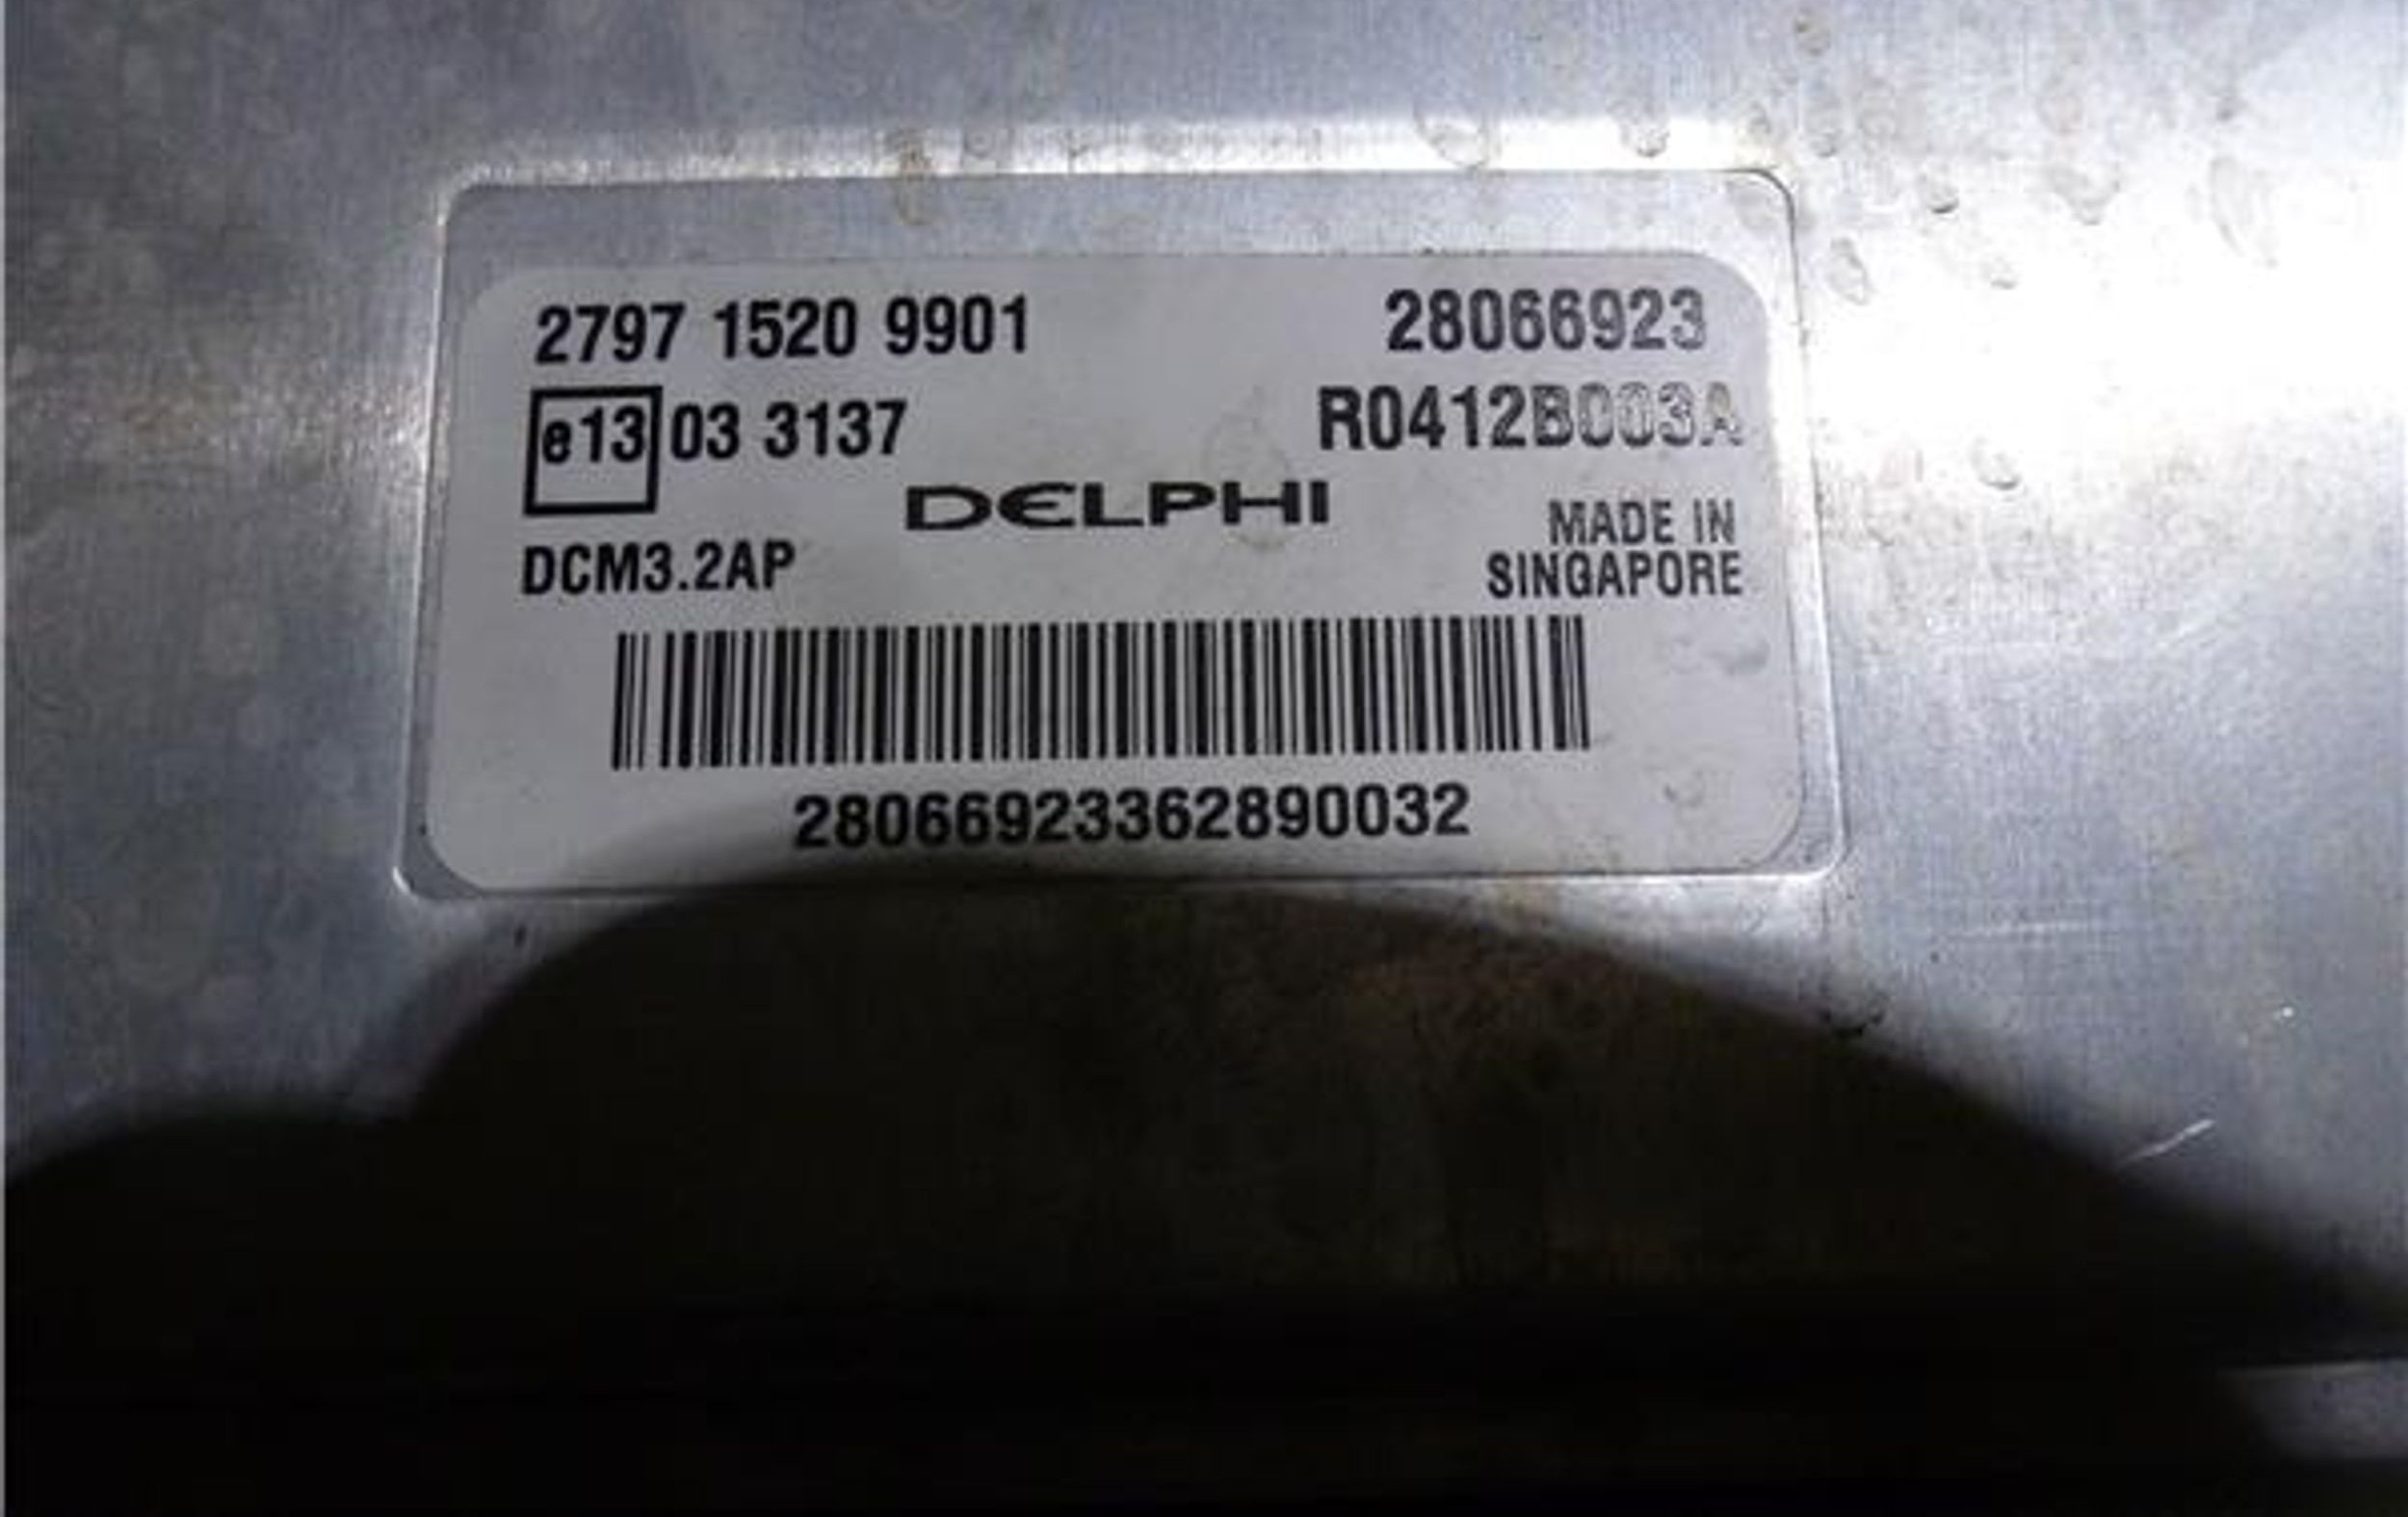 2797 1520 9901 28066923
e13 03 3137 R0412B003A
DELPHI
MADE IN
DCM3.2AP SINGAPORE
28066923362890032